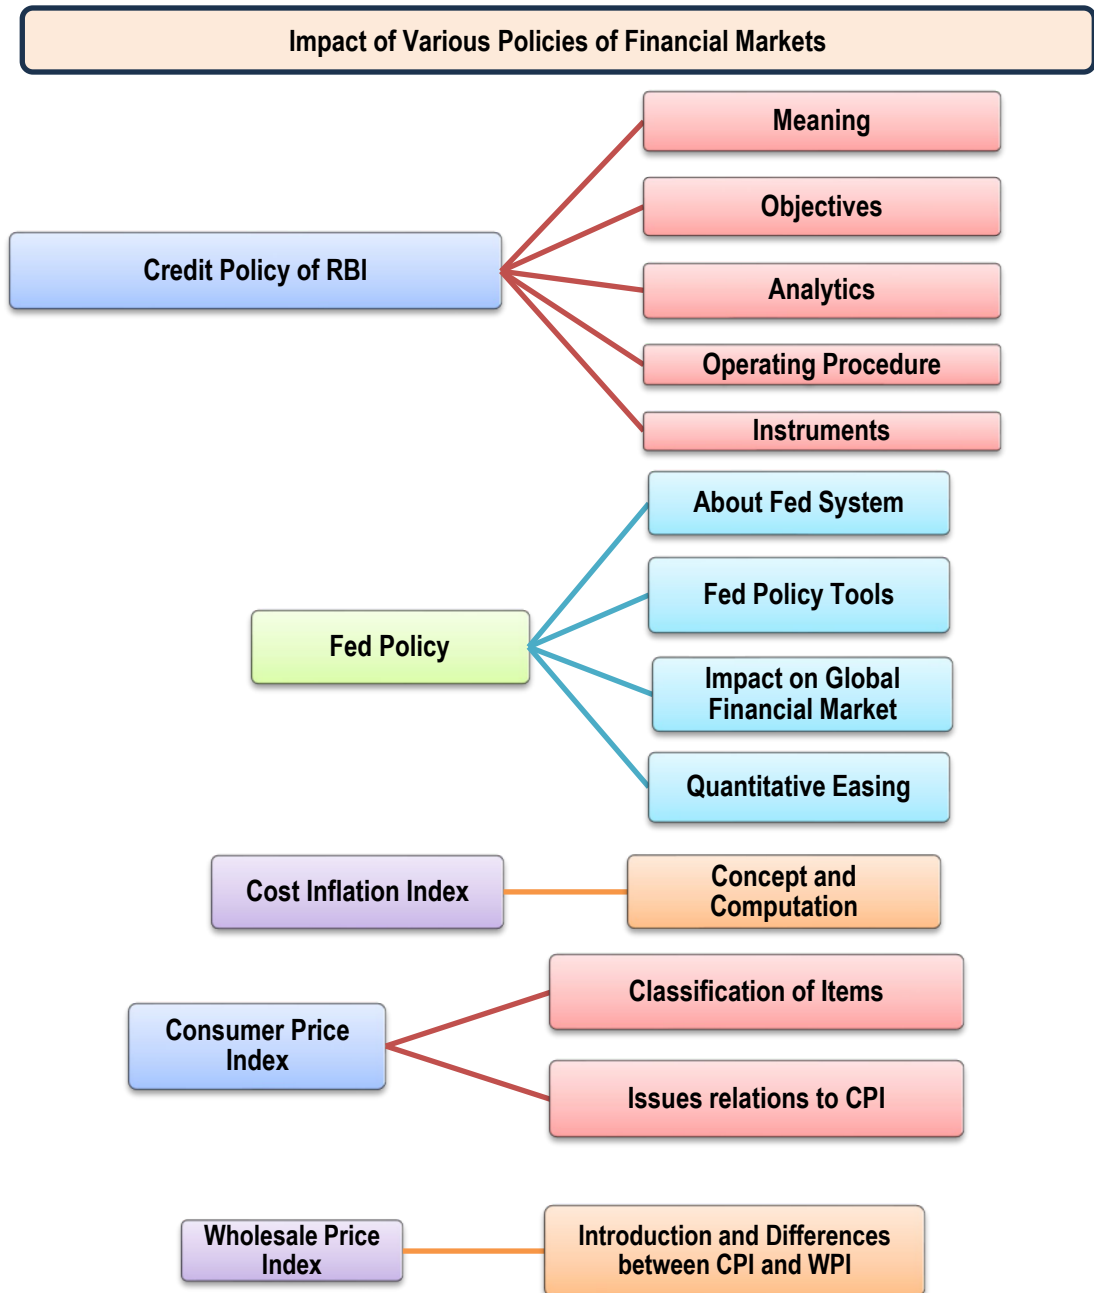 Impact of Various Policies of Financial Markets
Credit Policy of RBI
Meaning
Objectives
Analytics
Operating Procedure
Instruments
Fed Policy
About Fed System
Fed Policy Tools
Impact on Global
Financial Market
Quantitative Easing
Cost Inflation Index
Concept and
Computation
Consumer Price
Index
Classification of Items
Issues relations to CPI
Wholesale Price
Index
Introduction and Differences
between CPI and WPI